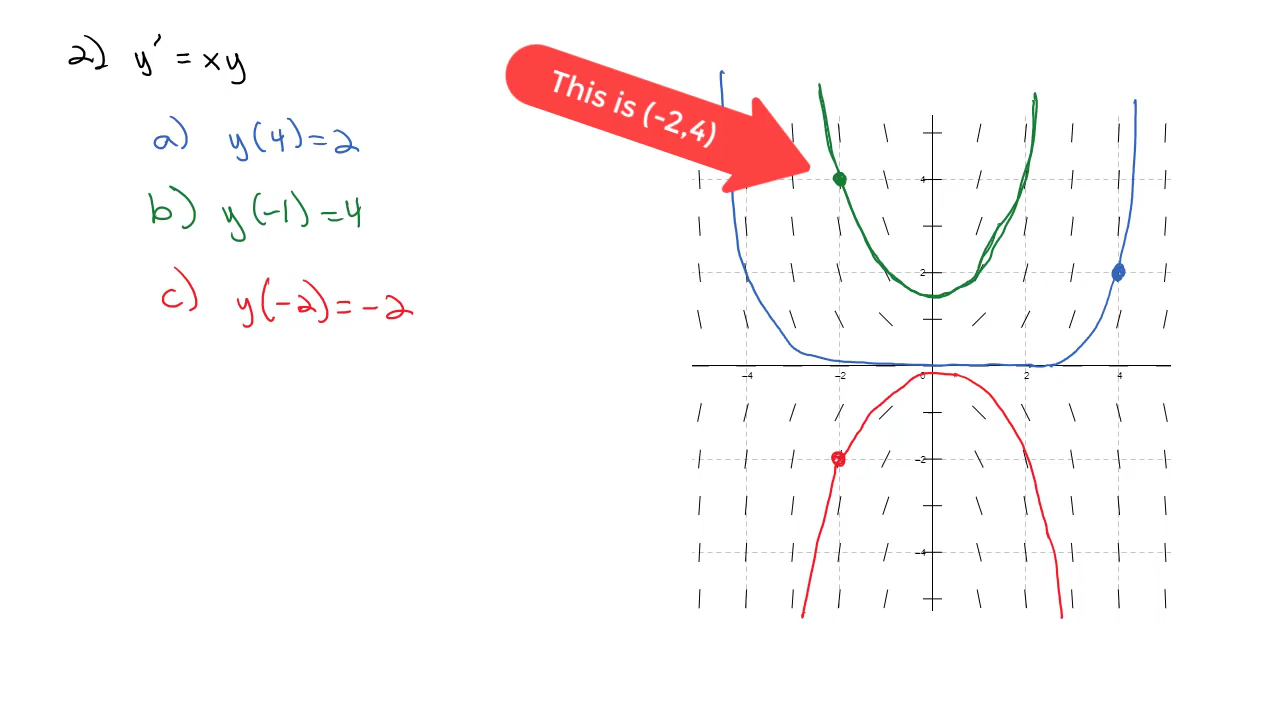 2) y' = xy
a) y(4)=2
b) y(-1)=4
c) y(-2)=-2
This is (-2,4)
4
2
-4 -2 0 2 4
-2
-4